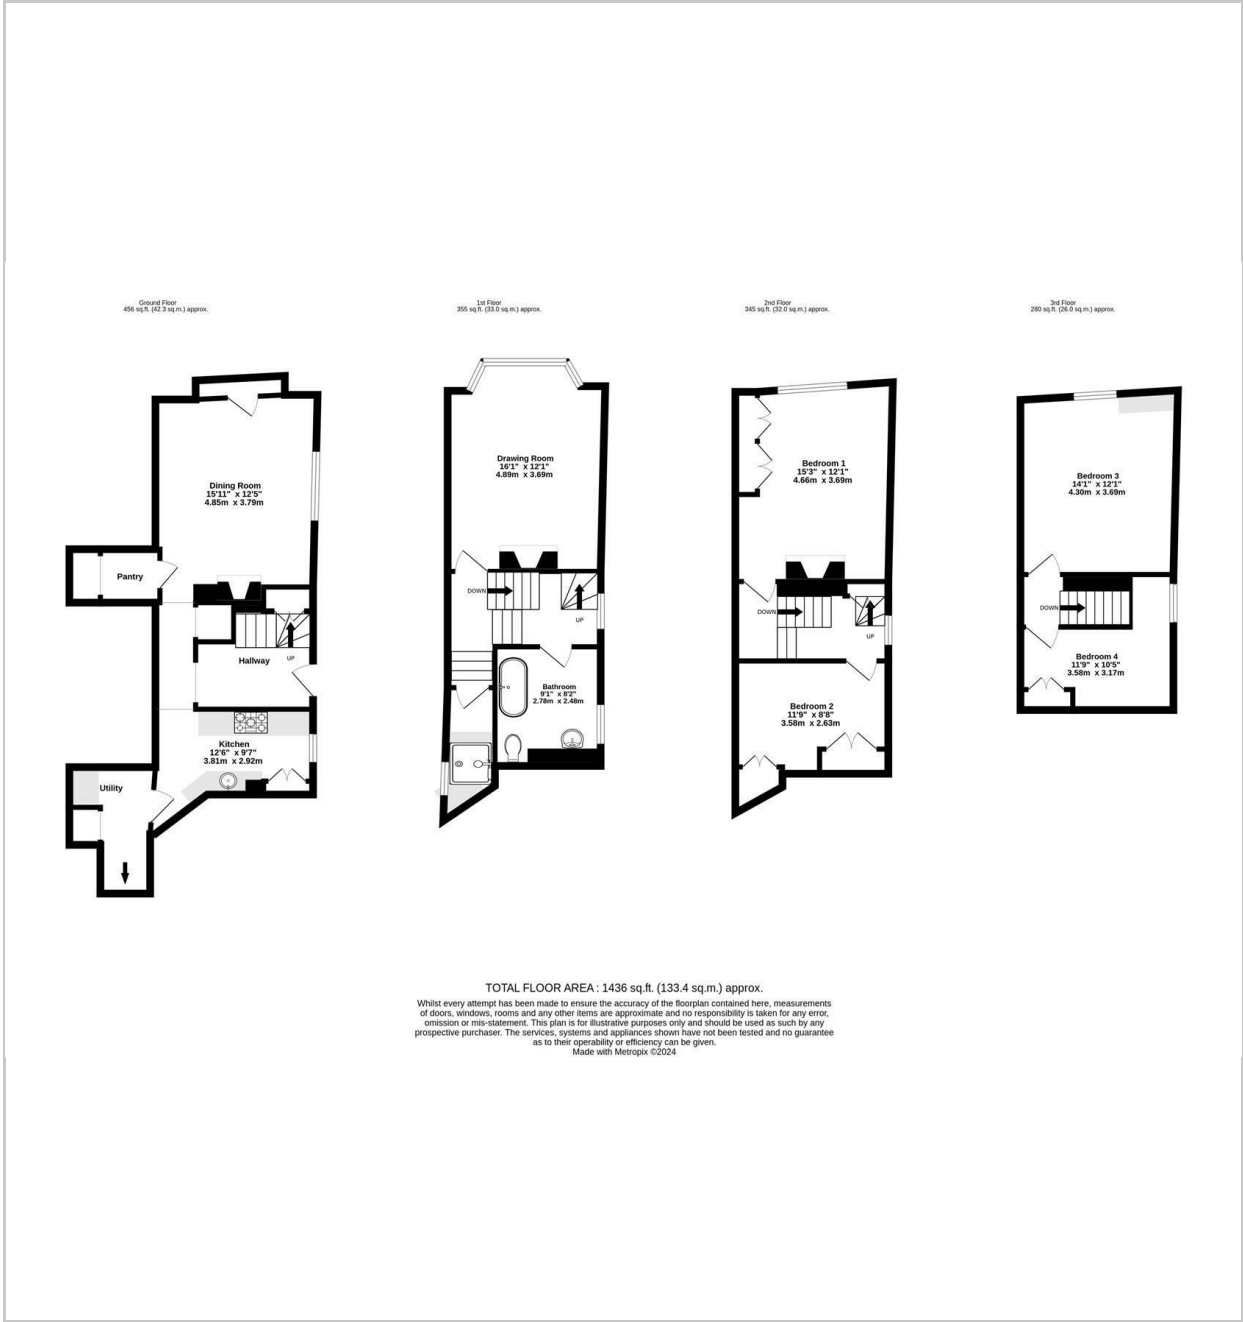 Ground Floor
456 sq.ft. (42.3 sq.m.) approx.
1st Floor
355 sq.ft. (33.0 sq.m.) approx.
2nd Floor
345 sq.ft. (32.0 sq.m.) approx.
3rd Floor
280 sq.ft. (26.0 sq.m.) approx.
Dining Room
15'11" x 12'5"
4.85m x 3.79m
Pantry
UP
Hallway
Kitchen
12'6" x 9'7"
3.81m x 2.92m
Utility
Drawing Room
16'1" x 12'1"
4.89m x 3.69m
DOWN
UP
Bathroom
9'1" x 8'2"
2.78m x 2.48m
Bedroom 1
15'3" x 12'1"
4.66m x 3.69m
DOWN
UP
Bedroom 2
11'9" x 8'8"
3.58m x 2.63m
Bedroom 3
14'1" x 12'1"
4.30m x 3.69m
DOWN
Bedroom 4
11'9" x 10'5"
3.58m x 3.17m
TOTAL FLOOR AREA : 1436 sq.ft. (133.4 sq.m.) approx.
Whilst every attempt has been made to ensure the accuracy of the floorplan contained here, measurements
of doors, windows, rooms and any other items are approximate and no responsibility is taken for any error,
omission or mis-statement. This plan is for illustrative purposes only and should be used as such by any
prospective purchaser. The services, systems and appliances shown have not been tested and no guarantee
as to their operability or efficiency can be given.
Made with Metropix ©2024